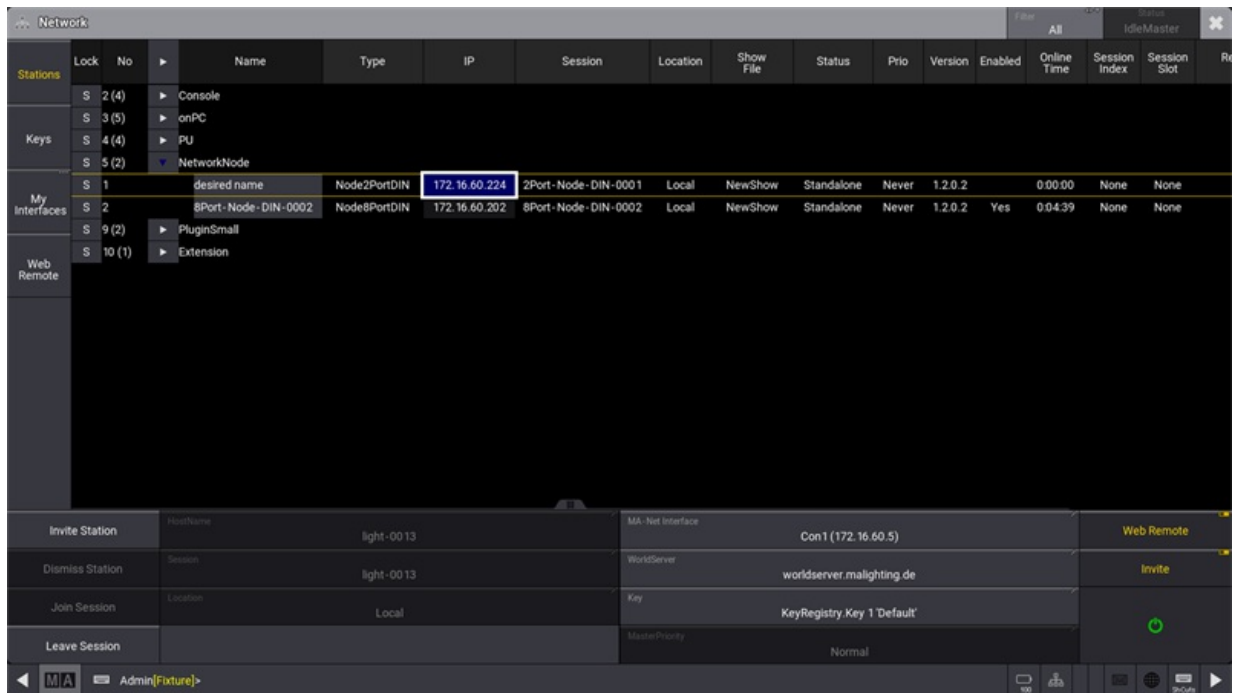 Network Filter All Status IdleMaster
Stations Lock No Name Type IP Session Location Show File Status Prio Version Enabled Online Time Session Index Session Slot Re
S 2 (4) Console
S 3 (5) onPC
Keys S 4 (4) PU
S 5 (2) NetworkNode
S 1 desired name Node2PortDIN 172.16.60.224 2Port-Node-DIN-0001 Local NewShow Standalone Never 1.2.0.2 0:00:00 None None
My Interfaces S 2 8Port-Node-DIN-0002 Node8PortDIN 172.16.60.202 8Port-Node-DIN-0002 Local NewShow Standalone Never 1.2.0.2 Yes 0:04:39 None None
S 9 (2) PluginSmall
S 10 (1) Extension
Web Remote
Invite Station HostName light-0013 MA-Net Interface Con1 (172.16.60.5) Web Remote
Dismiss Station Session light-0013 WorldServer worldserver.malighting.de Invite
Join Session Location Local Key KeyRegistry.Key 1 'Default'
Leave Session MasterPriority Normal
MA Admin[Fixture]> 100 ShCuts